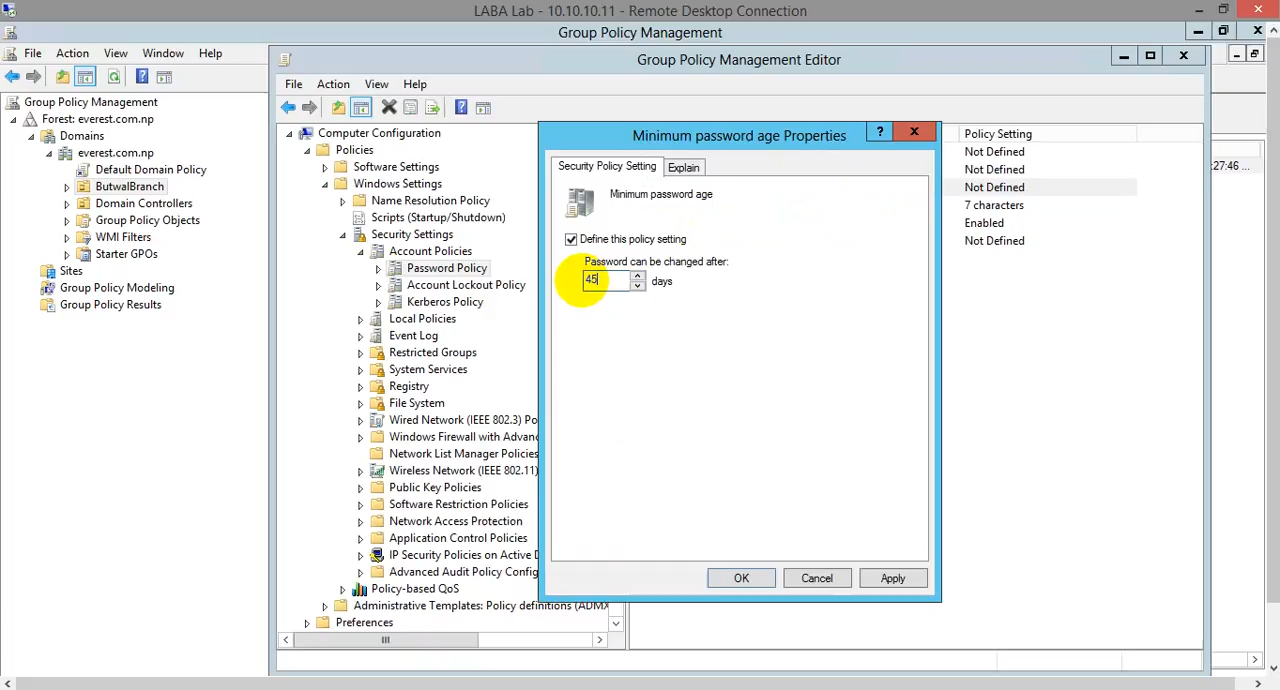 LABA Lab - 10.10.10.11 - Remote Desktop Connection
Group Policy Management
File Action View Window Help
Group Policy Management
Forest: everest.com.np
Domains
everest.com.np
Default Domain Policy
ButwalBranch
Domain Controllers
Group Policy Objects
WMI Filters
Starter GPOs
Sites
Group Policy Modeling
Group Policy Results
Group Policy Management Editor
File Action View Help
Computer Configuration
Policies
Software Settings
Windows Settings
Name Resolution Policy
Scripts (Startup/Shutdown)
Security Settings
Account Policies
Password Policy
Account Lockout Policy
Kerberos Policy
Local Policies
Event Log
Restricted Groups
System Services
Registry
File System
Wired Network (IEEE 802.3) Po
Windows Firewall with Advanc
Network List Manager Policies
Wireless Network (IEEE 802.11)
Public Key Policies
Software Restriction Policies
Network Access Protection
Application Control Policies
IP Security Policies on Active D
Advanced Audit Policy Config
Policy-based QoS
Administrative Templates: Policy definitions (ADMX
Preferences
Minimum password age Properties
?
Security Policy Setting Explain
Minimum password age
Define this policy setting
Password can be changed after:
45 days
OK Cancel Apply
Policy Setting
Not Defined
Not Defined
Not Defined
7 characters
Enabled
Not Defined
:27:46 ...